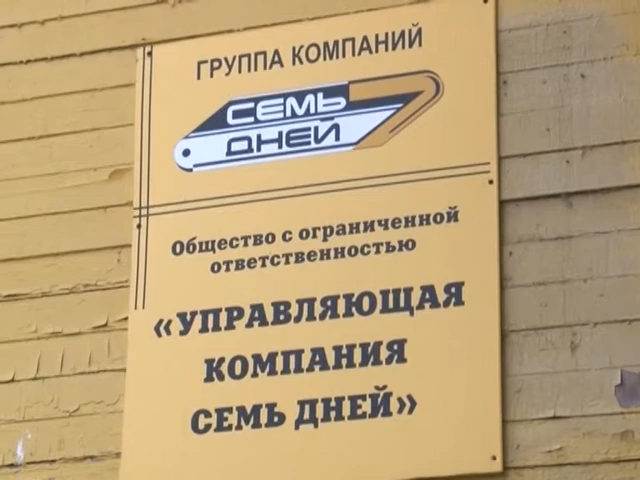 ГРУППА КОМПАНИЙ
СЕМЬ
ДНЕЙ
Общество с ограниченной
ответственностью
«УПРАВЛЯЮЩАЯ
КОМПАНИЯ
СЕМЬ ДНЕЙ»